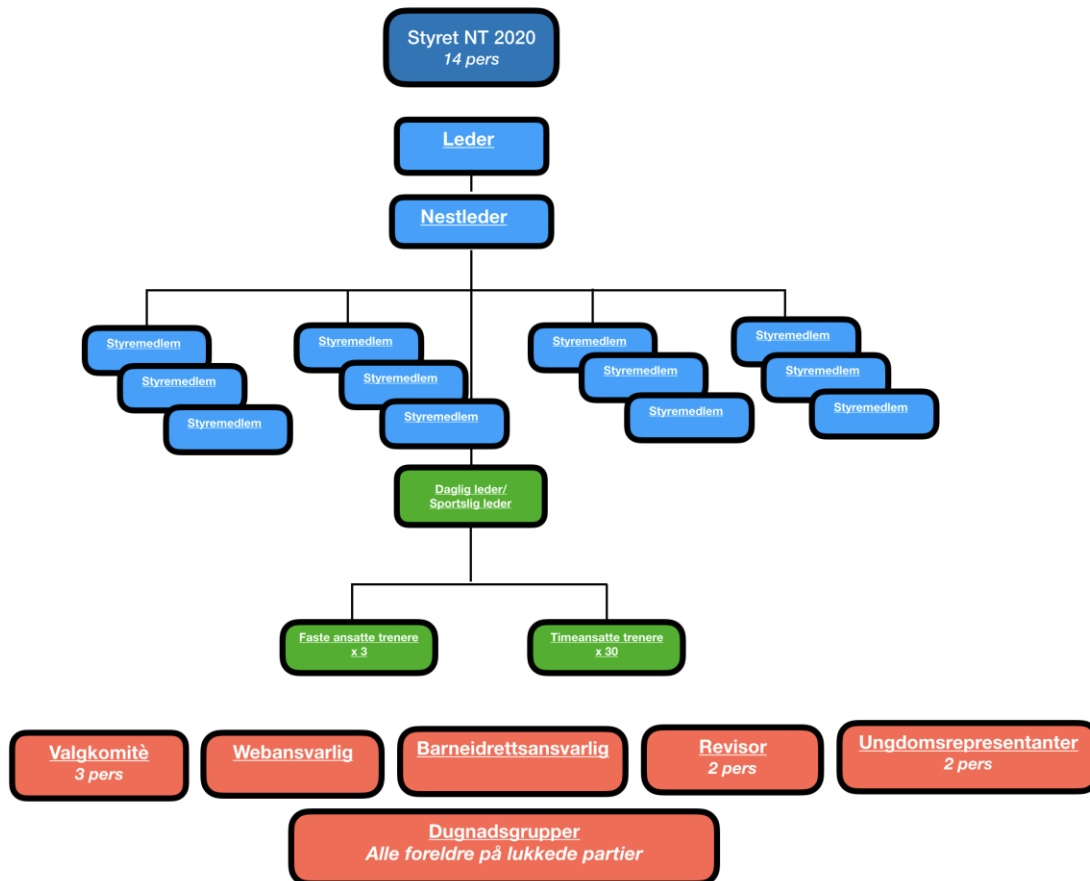 Styret NT 2020
14 pers
Leder
Nestleder
Styremedlem
Styremedlem
Styremedlem
Styremedlem
Styremedlem
Styremedlem
Styremedlem
Styremedlem
Styremedlem
Styremedlem
Styremedlem
Styremedlem
Daglig leder/
Sportslig leder
Faste ansatte trenere
x 3
Timeansatte trenere
x 30
Valgkomitè
3 pers
Webansvarlig
Barneidrettsansvarlig
Revisor
2 pers
Ungdomsrepresentanter
2 pers
Dugnadsgrupper
Alle foreldre på lukkede partier